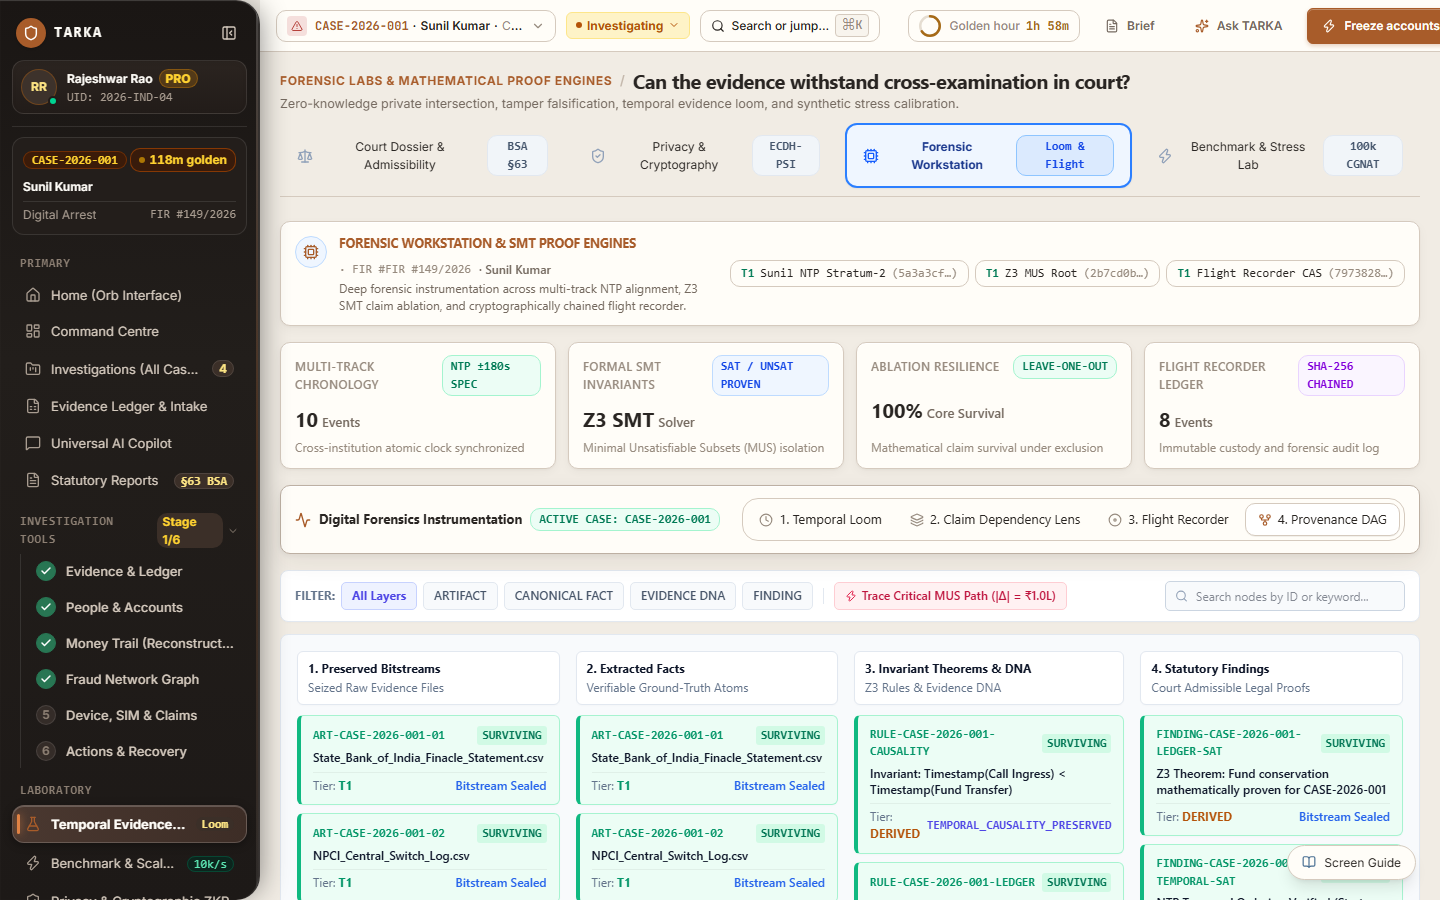 TARKA
RR
Rajeshwar Rao PRO
UID: 2026-IND-04
CASE-2026-001
118m golden
Sunil Kumar
Digital Arrest
FIR #149/2026
PRIMARY
Home (Orb Interface)
Command Centre
Investigations (All Cas... 4
Evidence Ledger & Intake
Universal AI Copilot
Statutory Reports §63 BSA
INVESTIGATION TOOLS
Stage 1/6
Evidence & Ledger
People & Accounts
Money Trail (Reconstruct...
Fraud Network Graph
5 Device, SIM & Claims
6 Actions & Recovery
LABORATORY
Temporal Evidence... Loom
Benchmark & Scal... 10k/s
CASE-2026-001 · Sunil Kumar · C...
Investigating
Search or jump... ⌘K
Golden hour 1h 58m
Brief
Ask TARKA
Freeze accounts
FORENSIC LABS & MATHEMATICAL PROOF ENGINES / Can the evidence withstand cross-examination in court?
Zero-knowledge private intersection, tamper falsification, temporal evidence loom, and synthetic stress calibration.
Court Dossier & Admissibility
BSA §63
Privacy & Cryptography
ECDH-PSI
Forensic Workstation
Loom & Flight
Benchmark & Stress Lab
100k CGNAT
FORENSIC WORKSTATION & SMT PROOF ENGINES
· FIR #FIR #149/2026 · Sunil Kumar
Deep forensic instrumentation across multi-track NTP alignment, Z3
SMT claim ablation, and cryptographically chained flight recorder.
T1 Sunil NTP Stratum-2 (5a3a3cf…)
T1 Z3 MUS Root (2b7cd0b…)
T1 Flight Recorder CAS (7973828…)
MULTI-TRACK CHRONOLOGY
NTP ±180s SPEC
10 Events
Cross-institution atomic clock synchronized
FORMAL SMT INVARIANTS
SAT / UNSAT PROVEN
Z3 SMT Solver
Minimal Unsatisfiable Subsets (MUS) isolation
ABLATION RESILIENCE
LEAVE-ONE-OUT
100% Core Survival
Mathematical claim survival under exclusion
FLIGHT RECORDER LEDGER
SHA-256 CHAINED
8 Events
Immutable custody and forensic audit log
Digital Forensics Instrumentation
ACTIVE CASE: CASE-2026-001
1. Temporal Loom
2. Claim Dependency Lens
3. Flight Recorder
4. Provenance DAG
FILTER: All Layers ARTIFACT CANONICAL FACT EVIDENCE DNA FINDING
Trace Critical MUS Path (|Δ| = ₹1.0L)
Search nodes by ID or keyword...
1. Preserved Bitstreams
Seized Raw Evidence Files
ART-CASE-2026-001-01 SURVIVING
State_Bank_of_India_Finacle_Statement.csv
Tier: T1 Bitstream Sealed
ART-CASE-2026-001-02 SURVIVING
NPCI_Central_Switch_Log.csv
Tier: T1 Bitstream Sealed
2. Extracted Facts
Verifiable Ground-Truth Atoms
ART-CASE-2026-001-01 SURVIVING
State_Bank_of_India_Finacle_Statement.csv
Tier: T1 Bitstream Sealed
ART-CASE-2026-001-02 SURVIVING
NPCI_Central_Switch_Log.csv
Tier: T1 Bitstream Sealed
3. Invariant Theorems & DNA
Z3 Rules & Evidence DNA
RULE-CASE-2026-001-CAUSALITY SURVIVING
Invariant: Timestamp(Call Ingress) <
Timestamp(Fund Transfer)
Tier: DERIVED TEMPORAL_CAUSALITY_PRESERVED
RULE-CASE-2026-001-LEDGER SURVIVING
4. Statutory Findings
Court Admissible Legal Proofs
FINDING-CASE-2026-001-LEDGER-SAT SURVIVING
Z3 Theorem: Fund conservation
mathematically proven for CASE-2026-001
Tier: DERIVED Bitstream Sealed
FINDING-CASE-2026-00
TEMPORAL-SAT
Screen Guide